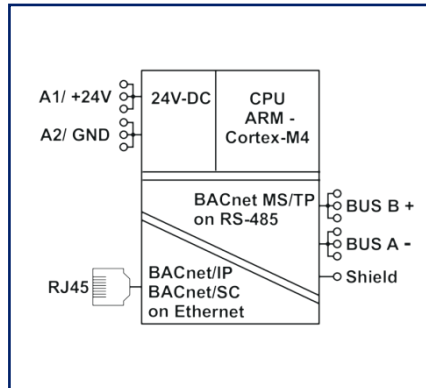 A1/ +24V
A2/ GND
24V-DC
CPU
ARM -
Cortex-M4
BACnet MS/TP
on RS-485
BUS B +
BUS A -
Shield
RJ45
BACnet/IP
BACnet/SC
on Ethernet